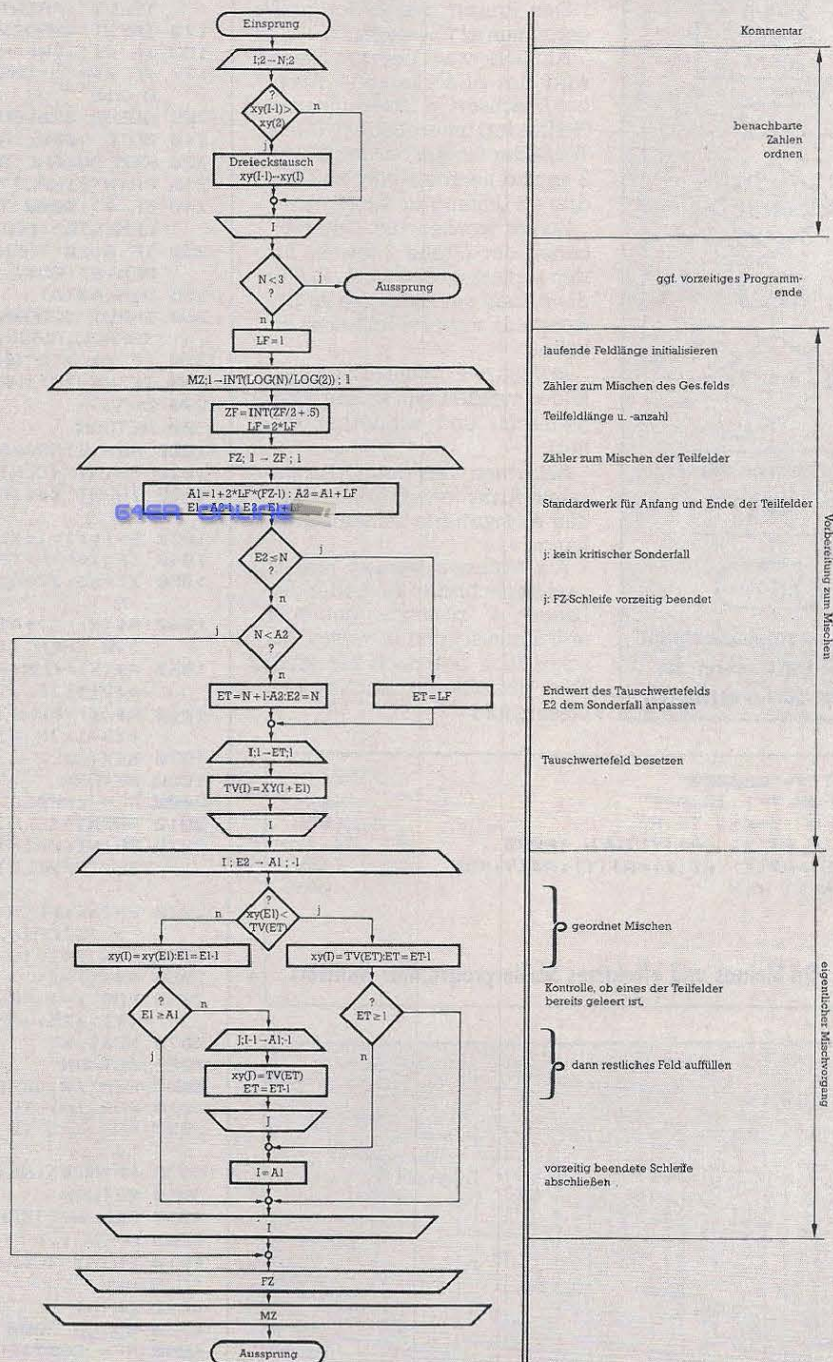 Einsprung
Kommentar
I;2→N;2
?
xy(I-1)>
xy(2)
n
j
benachbarte
Zahlen
ordnen
Dreieckstausch
xy(I-1)–xy(I)
I
N<3
?
j
Aussprung
n
ggf. vorzeitiges Programm-
ende
LF=1
laufende Feldlänge initialisieren
MZ;1→INT(LOG(N)/LOG(2)) ; 1
Zähler zum Mischen des Ges.felds
ZF=INT(ZF/2+.5)
LF=2*LF
Teilfeldlänge u. -anzahl
FZ; 1 → ZF ; 1
Zähler zum Mischen der Teilfelder
A1=1+2*LF*(FZ-1) : A2=A1+LF
E1=A2-1 : E2=E1+LF
64ER ONLINE
Standardwerk für Anfang und Ende der Teilfelder
E2≤N
?
j
n
j: kein kritischer Sonderfall
j: FZ-Schleife vorzeitig beendet
Vorbereitung zum Mischen
j
N<A2
?
n
ET=N+1-A2:E2=N
ET=LF
Endwert des Tauschwertefelds
E2 dem Sonderfall anpassen
I;1→ET;1
Tauschwertefeld besetzen
TV(I)=XY(I+E1)
I
I ; E2 → A1 ; -1
n
?
xy(E1)<
TV(ET)
j
geordnet Mischen
xy(I)=xy(E1):E1=E1-1
xy(I)=TV(ET):ET=ET-1
?
E1≥A1
n
j
?
ET≥1
j
n
Kontrolle, ob eines der Teilfelder
bereits geleert ist.
eigentlicher Mischvorgang
J;I-1→A1;-1
xy(J)=TV(ET)
ET=ET-1
dann restliches Feld auffüllen
J
I=A1
vorzeitig beendete Schleife
abschließen .
I
FZ
MZ
Aussprung